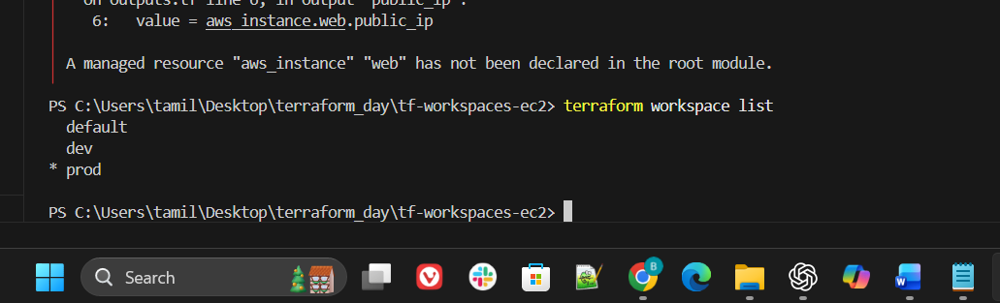 on outputs.tf line 6, in output "public_ip":
6: value = aws_instance.web.public_ip
A managed resource "aws_instance" "web" has not been declared in the root module.
PS C:\Users\tamil\Desktop\terraform_day\tf-workspaces-ec2> terraform workspace list
default
dev
* prod
PS C:\Users\tamil\Desktop\terraform_day\tf-workspaces-ec2>
Search
B
W